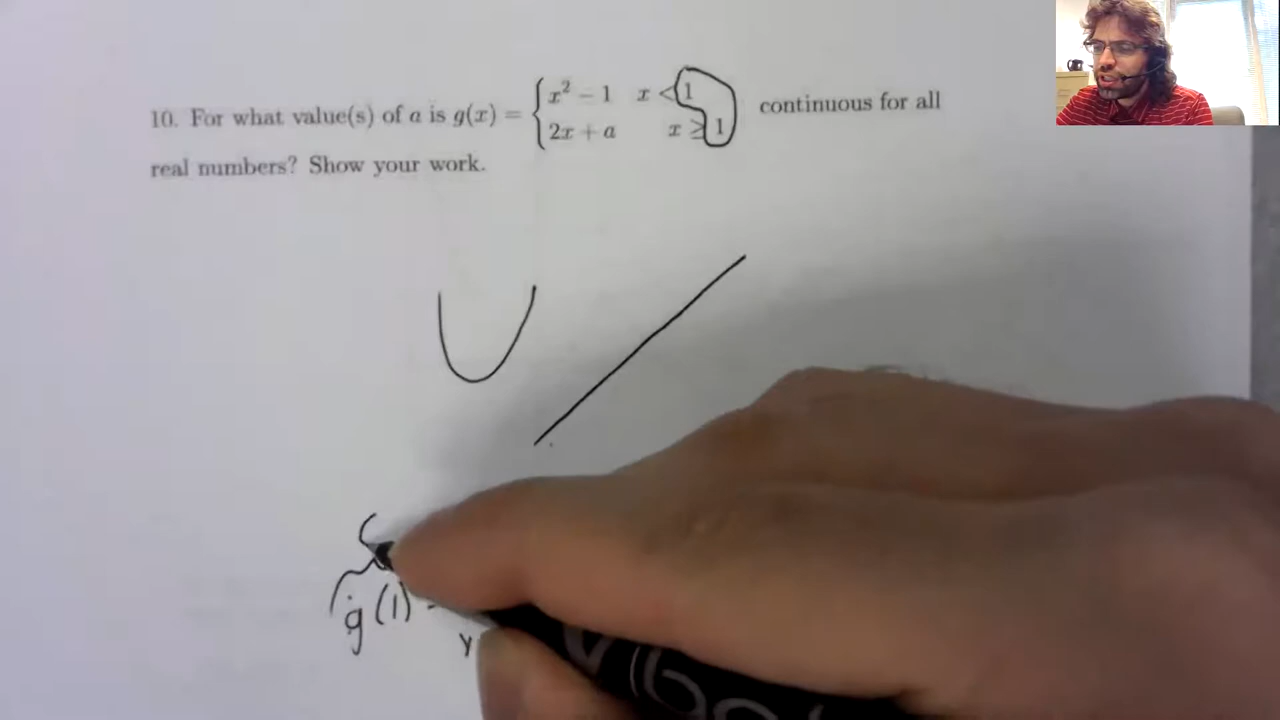 10. For what value(s) of a is g(x) = { x² − 1 x < 1 continuous for all
2x + a x ≥ 1
real numbers? Show your work.
g(1)